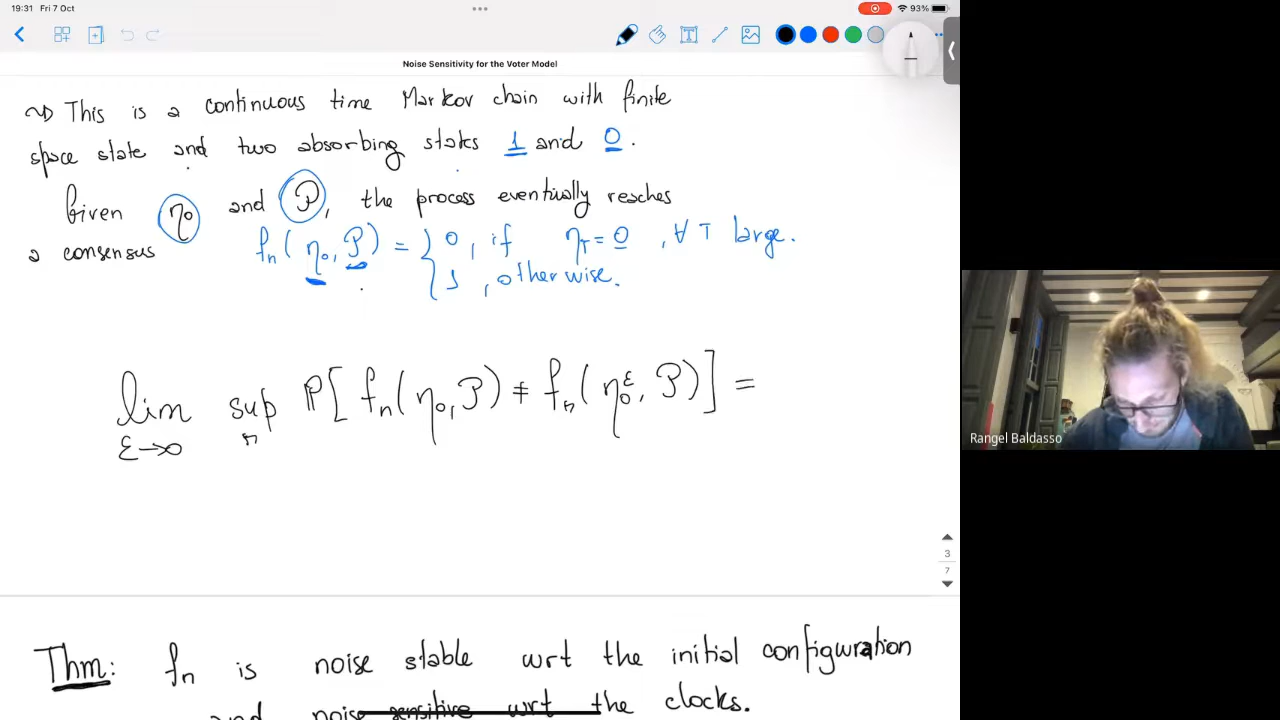 19:31 Fri 7 Oct
93%
Noise Sensitivity for the Voter Model
~> This is a continuous time Markov chain with finite
space state and two absorbing states 1 and 0.
Given η₀ and P, the process eventually reaches
a consensus
fₙ(η₀, P) = { 0, if η_T = 0, ∀ T large.
1, otherwise.
lim sup P[fₙ(η₀, P) ≠ fₙ(η₀^ε, P)] =
ε→∞ n
3
7
Thm: fₙ is noise stable wrt the initial configuration
and noise sensitive wrt the clocks.
Rangel Baldasso